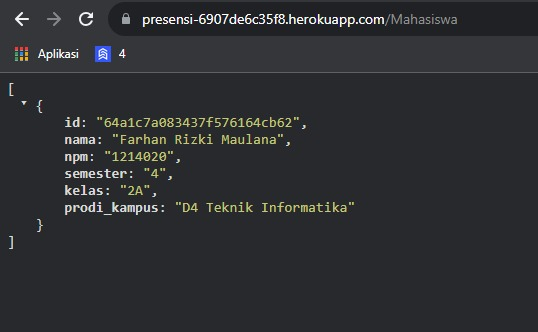 presensi-6907de6c35f8.herokuapp.com/Mahasiswa
Aplikasi 4
[
{
id: "64a1c7a083437f576164cb62",
nama: "Farhan Rizki Maulana",
npm: "1214020",
semester: "4",
kelas: "2A",
prodi_kampus: "D4 Teknik Informatika"
}
]